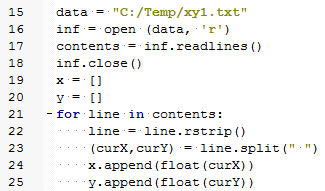 15 data = "C:/Temp/xy1.txt"
16 inf = open (data, 'r')
17 contents = inf.readlines()
18 inf.close()
19 x = []
20 y = []
21 -for line in contents:
22     line = line.rstrip()
23     (curX,curY) = line.split(" ")
24     x.append(float(curX))
25     y.append(float(curY))